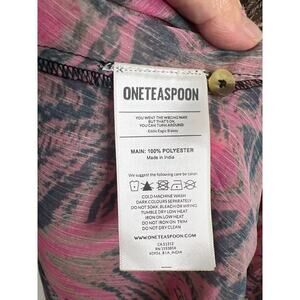 ONETEASPOON
YOU WENT THE WRONG WAY
BUT THAT'S ON,
YOU CAN TURN AROUND
MAIN: 100% POLYESTER
Made in India
We suggest the following care be taken
COLD MACHINE WASH
DARK COLOURS SEPARATELY
DO NOT SOAK, BLEACH OR WRING
TUMBLE DRY LOW HEAT
IRON ON LOW HEAT
DO NOT IRON ON TRIM
DO NOT DRY CLEAN
WWW.ONETEASPOON.COM